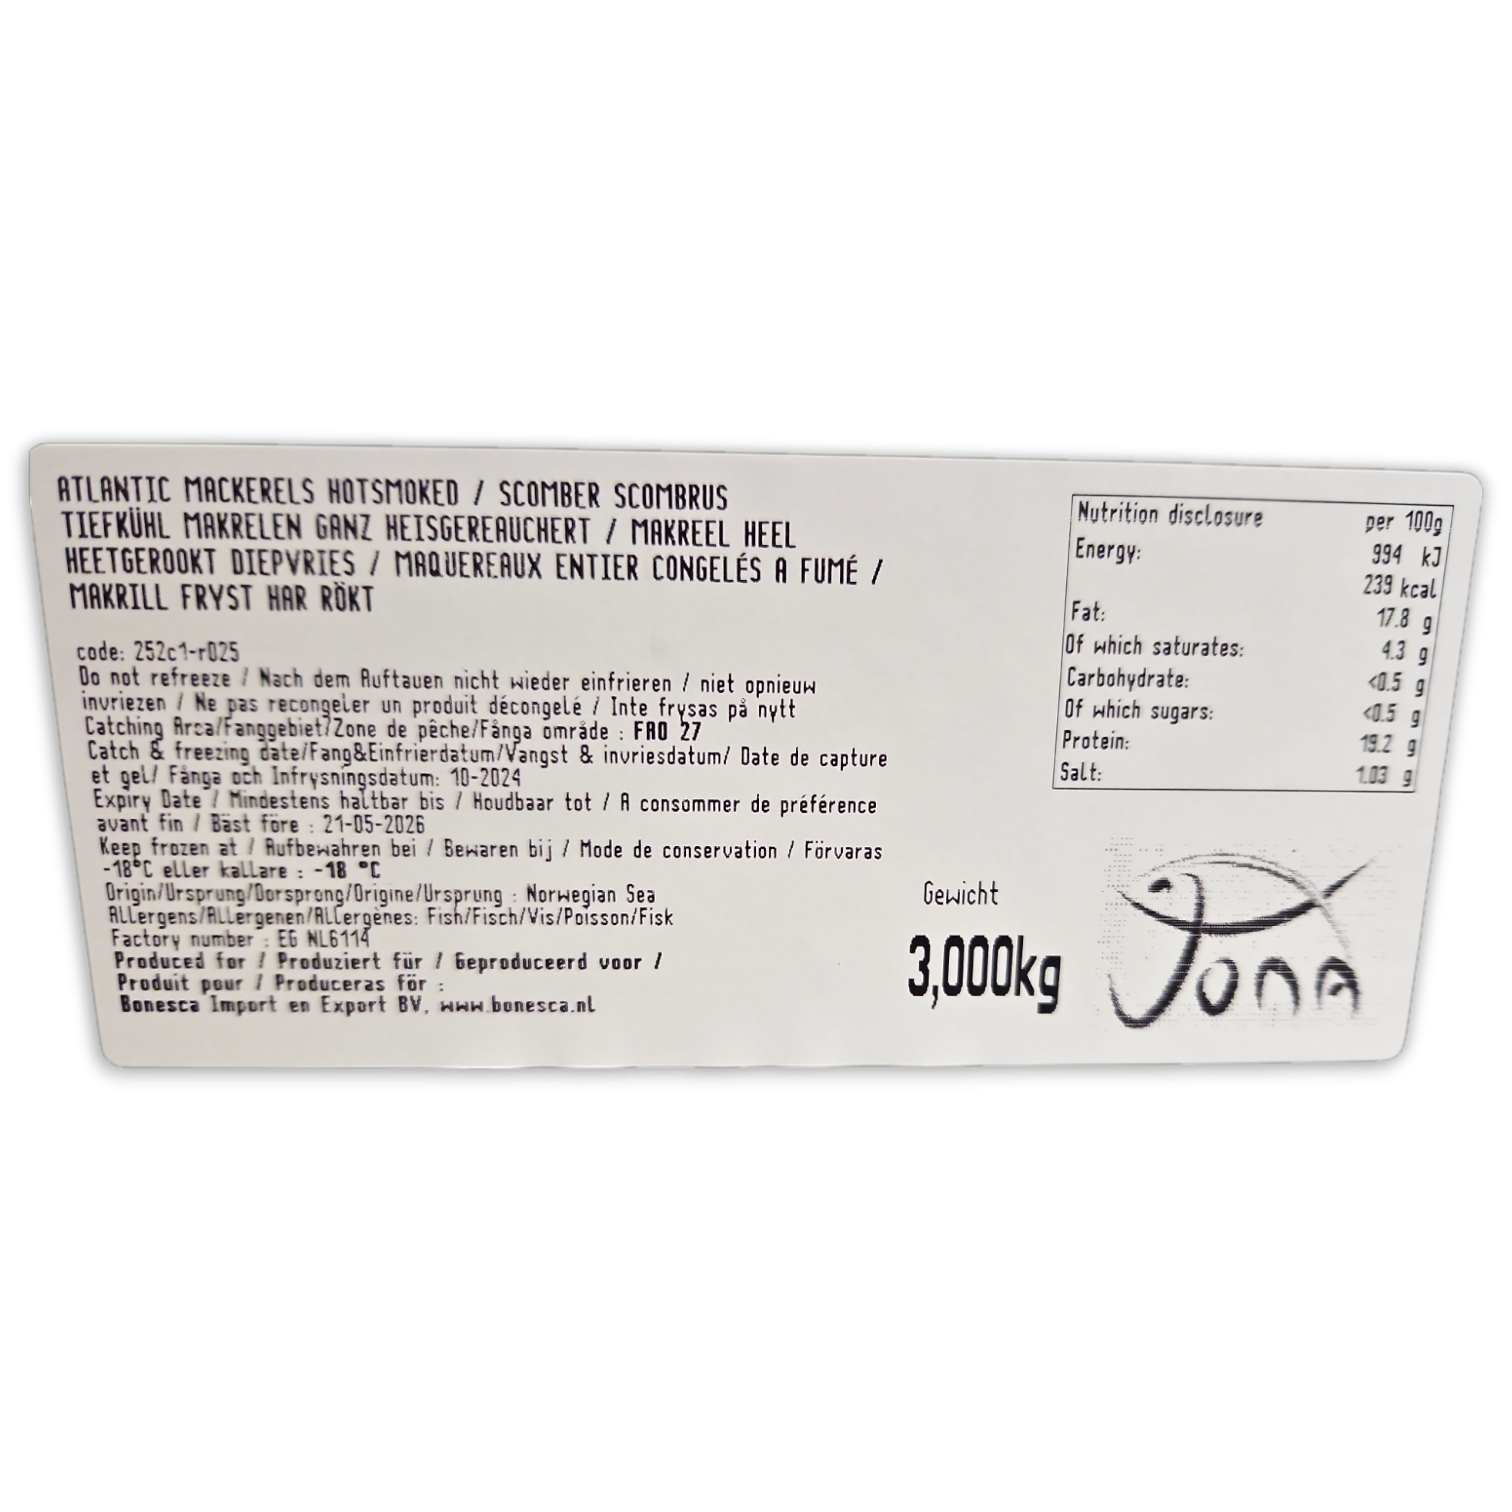 ATLANTIC MACKERELS HOTSMOKED / SCOMBER SCOMBRUS
TIEFKÜHL MAKRELEN GANZ HEISGEREAUCHERT / MAKREEL HEEL
HEETGEROOKT DIEPVRIES / MAQUEREAUX ENTIER CONGELÉS A FUMÉ /
MAKRILL FRYST HAR RÖKT
code: 252c1-r025
Do not refreeze / Nach dem Auftauen nicht wieder einfrieren / niet opnieuw
invriezen / Ne pas recongeler un produit décongelé / Inte frysas på nytt
Catching Area/Fanggebiet/Zone de pêche/Fånga område : FAO 27
Catch & freezing date/Fang&Einfrierdatum/Vangst & invriesdatum/ Date de capture
et gel/ Fånga och Infrysningsdatum: 10-2024
Expiry Date / Mindestens haltbar bis / Houdbaar tot / A consommer de préférence
avant fin / Bäst före : 21-05-2026
Keep frozen at / Aufbewahren bei / Bewaren bij / Mode de conservation / Förvaras
-18°C eller kallare : -18 °C
Origin/Ursprung/Oorsprong/Origine/Ursprung : Norwegian Sea
Allergens/Allergenen/Allergènes: Fish/Fisch/Vis/Poisson/Fisk
Factory number : EG NL6114
Produced for / Produziert für / Geproduceerd voor /
Produit pour / Produceras för :
Bonesca Import en Export BV, www.bonesca.nl
Nutrition disclosure per 100g
Energy: 994 kJ
239 kcal
Fat: 17.8 g
Of which saturates: 4.3 g
Carbohydrate: <0.5 g
Of which sugars: <0.5 g
Protein: 19.2 g
Salt: 1.03 g
Gewicht
3,000kg
JONA